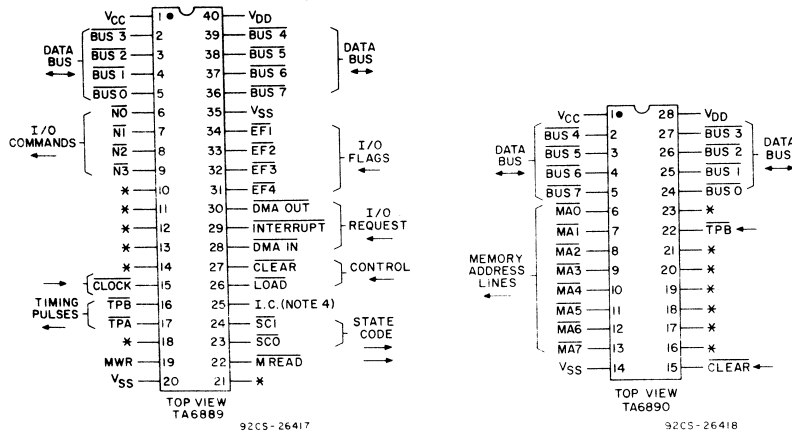 VCC 1 40 VDD
BUS 3 2 39 BUS 4
BUS 2 3 38 BUS 5
BUS 1 4 37 BUS 6
BUS 0 5 36 BUS 7
DATA BUS
DATA BUS
N0 6 35 VSS
N1 7 34 EF1
N2 8 33 EF2
N3 9 32 EF3
I/O COMMANDS
I/O FLAGS
* 10 31 EF4
* 11 30 DMA OUT
* 12 29 INTERRUPT
* 13 28 DMA IN
I/O REQUEST
* 14 27 CLEAR
CLOCK 15 26 LOAD
CONTROL
TPB 16 25 I.C. (NOTE 4)
TPA 17 24 SC1
TIMING PULSES
* 18 23 SC0
STATE CODE
MWR 19 22 MREAD
VSS 20 21 *
TOP VIEW
TA6889
92CS-26417
VCC 1 28 VDD
BUS 4 2 27 BUS 3
BUS 5 3 26 BUS 2
BUS 6 4 25 BUS 1
BUS 7 5 24 BUS 0
DATA BUS
DATA BUS
MA0 6 23 *
MA1 7 22 TPB
MA2 8 21 *
MA3 9 20 *
MA4 10 19 *
MA5 11 18 *
MA6 12 17 *
MA7 13 16 *
MEMORY ADDRESS LINES
VSS 14 15 CLEAR
TOP VIEW
TA6890
92CS-26418